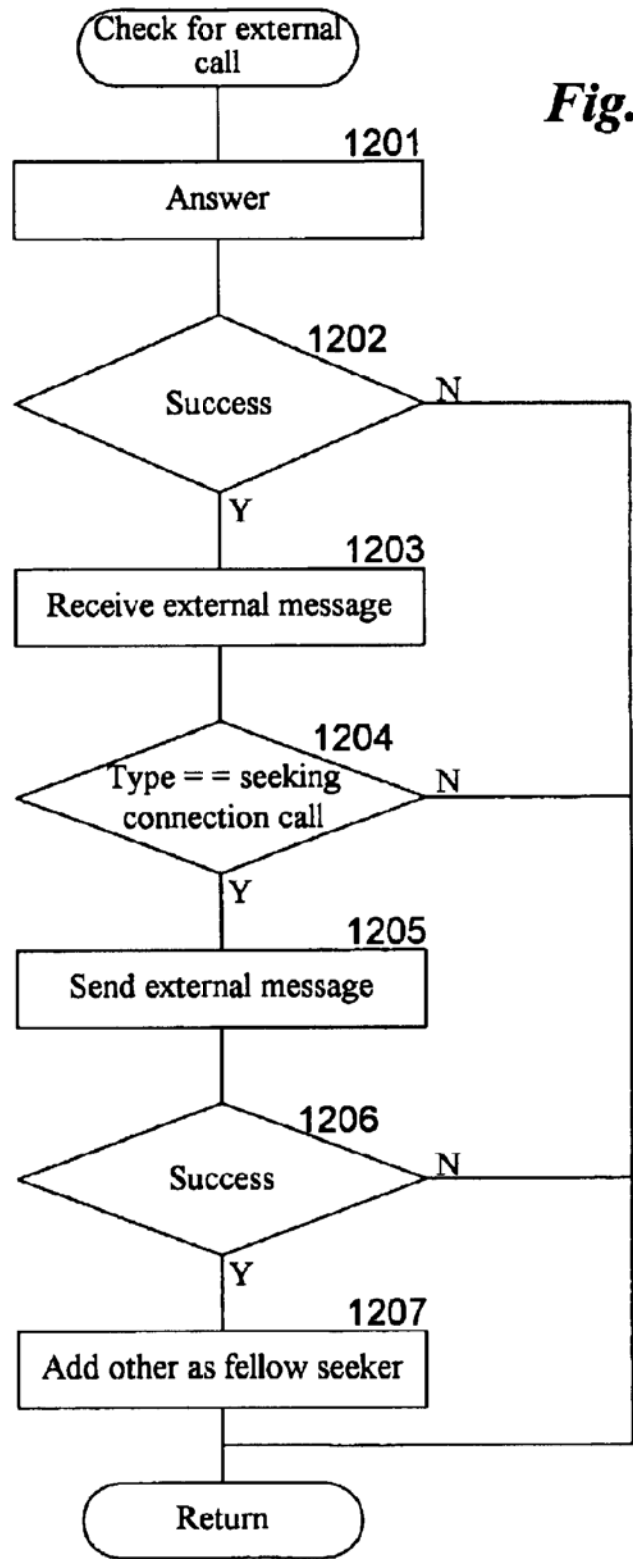 Check for external
call
Fig.
1201
Answer
1202
Success
N
Y
1203
Receive external message
1204
Type = = seeking
connection call
N
Y
1205
Send external message
1206
Success
N
Y
1207
Add other as fellow seeker
Return